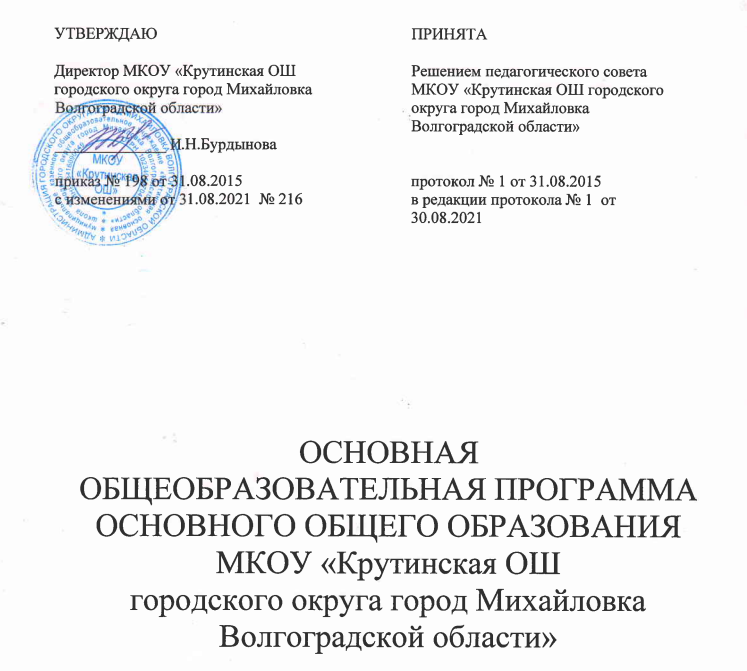 УТВЕРЖДАЮ
Директор МКОУ «Крутинская ОШ
городского округа город Михайловка
Волгоградской области»
И.Н.Бурдынова
приказ № 198 от 31.08.2015
с изменениями от 31.08.2021 № 216
МКОУ
«Крутинская
ОШ»
ПРИНЯТА
Решением педагогического совета
МКОУ «Крутинская ОШ городского
округа город Михайловка
Волгоградской области»
протокол № 1 от 31.08.2015
в редакции протокола № 1 от
30.08.2021
ОСНОВНАЯ
ОБЩЕОБРАЗОВАТЕЛЬНАЯ ПРОГРАММА
ОСНОВНОГО ОБЩЕГО ОБРАЗОВАНИЯ
МКОУ «Крутинская ОШ
городского округа город Михайловка
Волгоградской области»